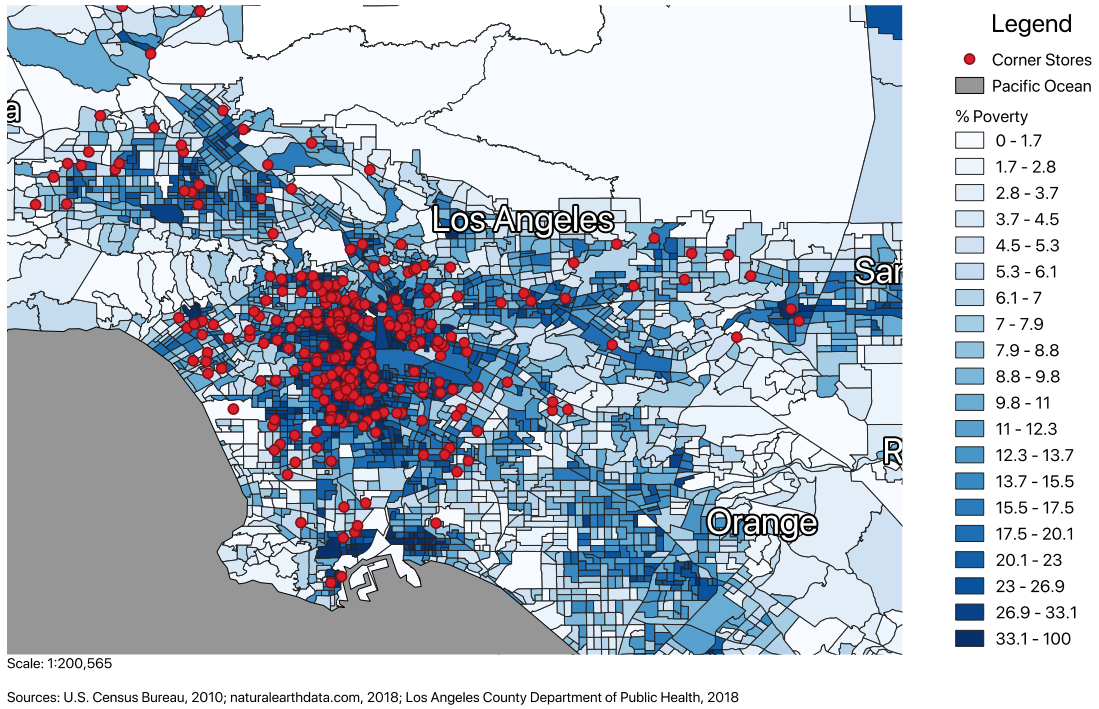 Legend
Corner Stores
Pacific Ocean
% Poverty
0 - 1.7
1.7 - 2.8
2.8 - 3.7
3.7 - 4.5
4.5 - 5.3
5.3 - 6.1
6.1 - 7
7 - 7.9
7.9 - 8.8
8.8 - 9.8
9.8 - 11
11 - 12.3
12.3 - 13.7
13.7 - 15.5
15.5 - 17.5
17.5 - 20.1
20.1 - 23
23 - 26.9
26.9 - 33.1
33.1 - 100
a
Los Angeles
San
R
Orange
Scale: 1:200,565
Sources: U.S. Census Bureau, 2010; naturalearthdata.com, 2018; Los Angeles County Department of Public Health, 2018